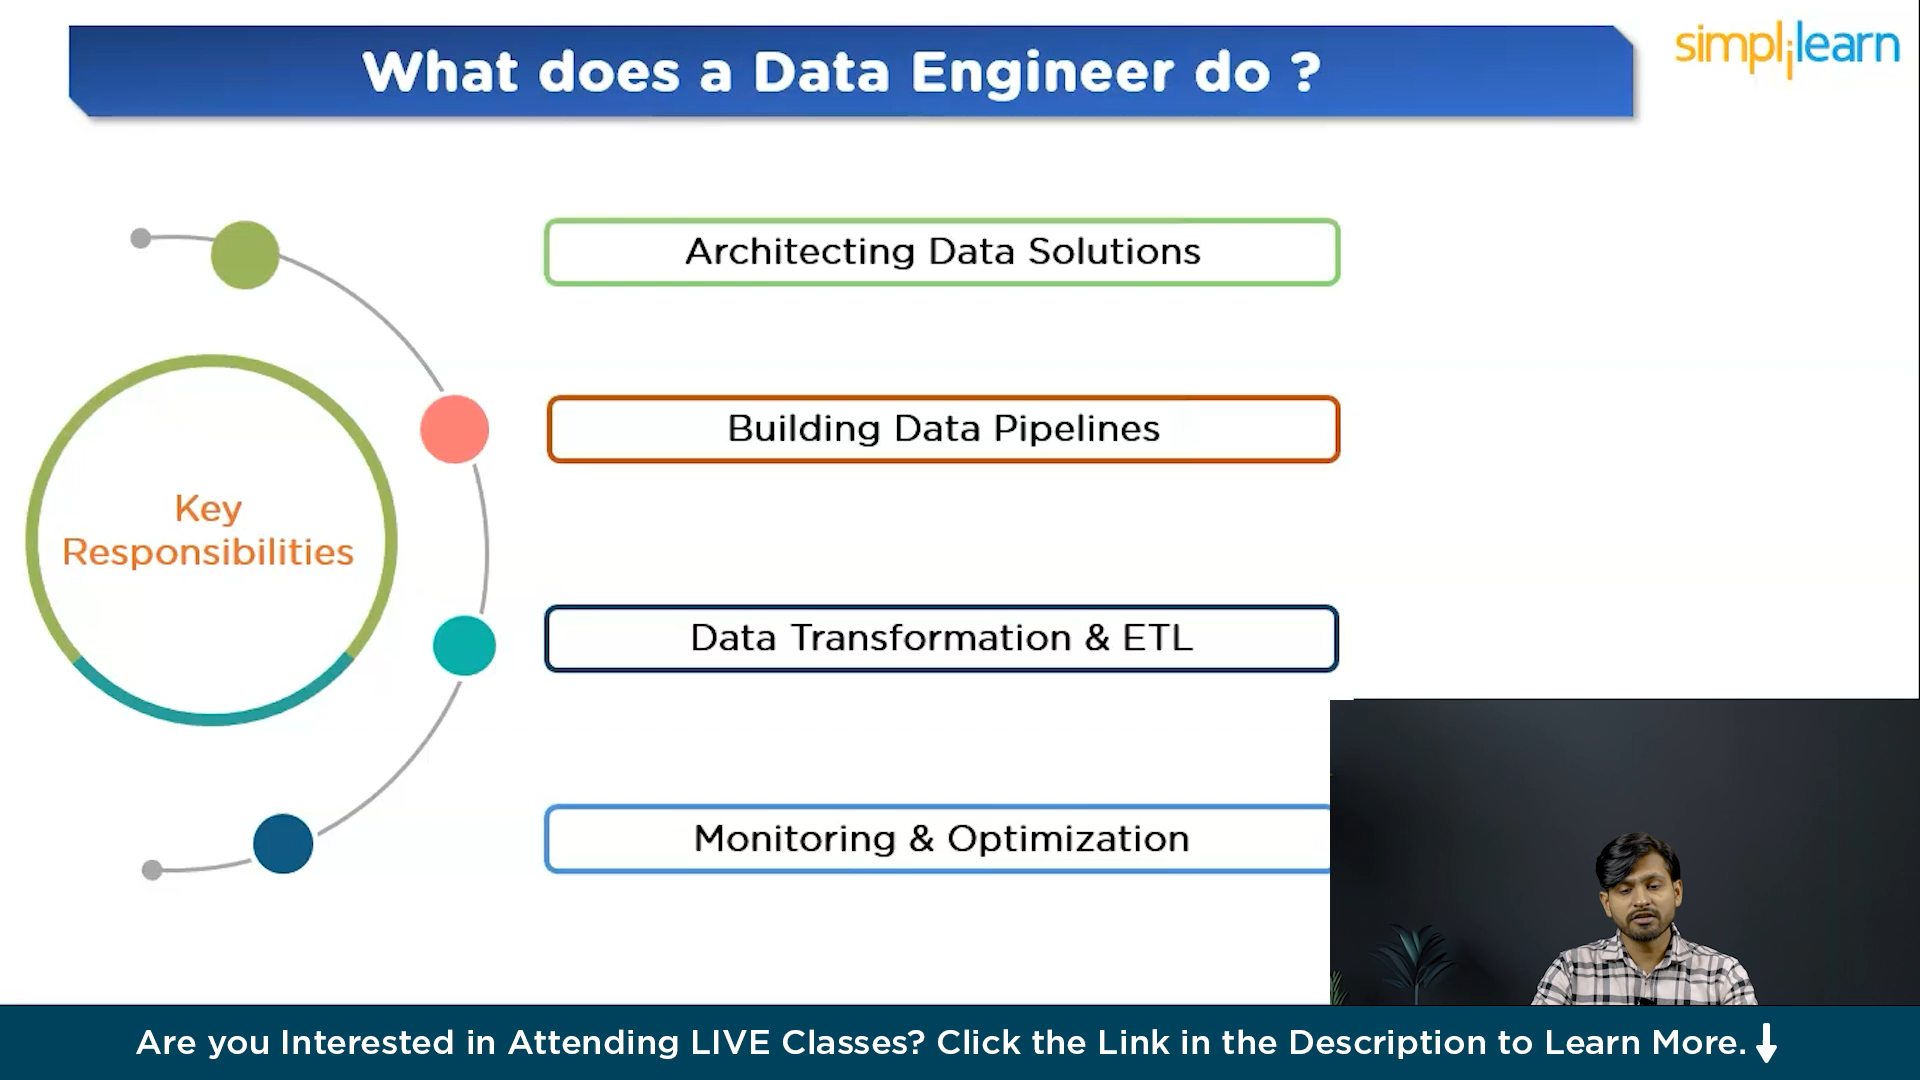 What does a Data Engineer do ?
simplilearn
Architecting Data Solutions
Building Data Pipelines
Key
Responsibilities
Data Transformation & ETL
Monitoring & Optimization
Are you Interested in Attending LIVE Classes? Click the Link in the Description to Learn More.